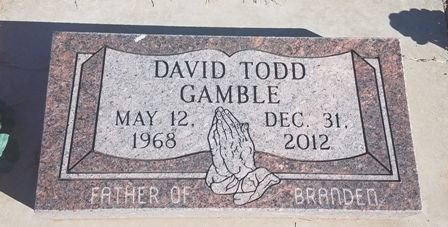 DAVID TODD
GAMBLE
MAY 12,
1968
DEC. 31,
2012
FATHER OF BRANDEN